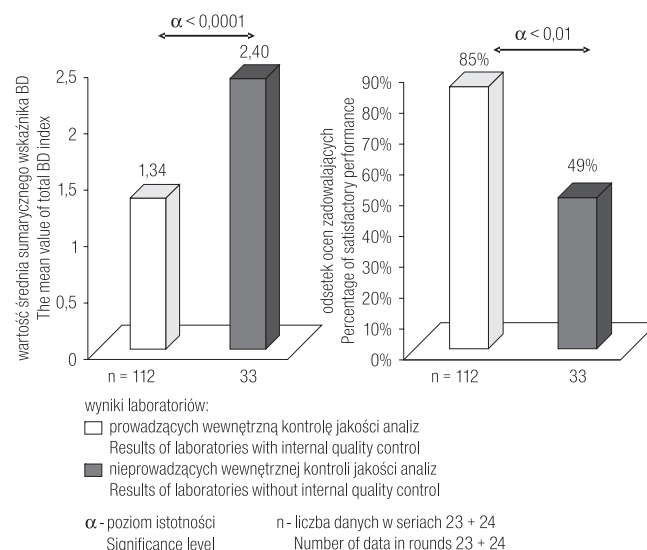 α < 0,0001
2,40
1,34
2,5
2
1,5
1
0,5
0
wartość średnia sumarycznego wskaźnika BD
The mean value of total BD index
n = 112
33
α < 0,01
85%
49%
90%
80%
70%
60%
50%
40%
30%
20%
10%
0%
odsetek ocen zadowalających
Percentage of satisfactory performance
n = 112
33
wyniki laboratoriów:
prowadzących wewnętrzną kontrolę jakości analiz
Results of laboratories with internal quality control
nieprowadzących wewnętrznej kontroli jakości analiz
Results of laboratories without internal quality control
α - poziom istotności
Significance level
n - liczba danych w seriach 23 + 24
Number of data in rounds 23 + 24